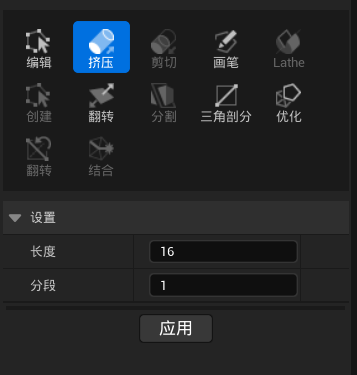 编辑 挤压 剪切 画笔 Lathe
创建 翻转 分割 三角剖分 优化
翻转 结合
设置
长度 16
分段 1
应用